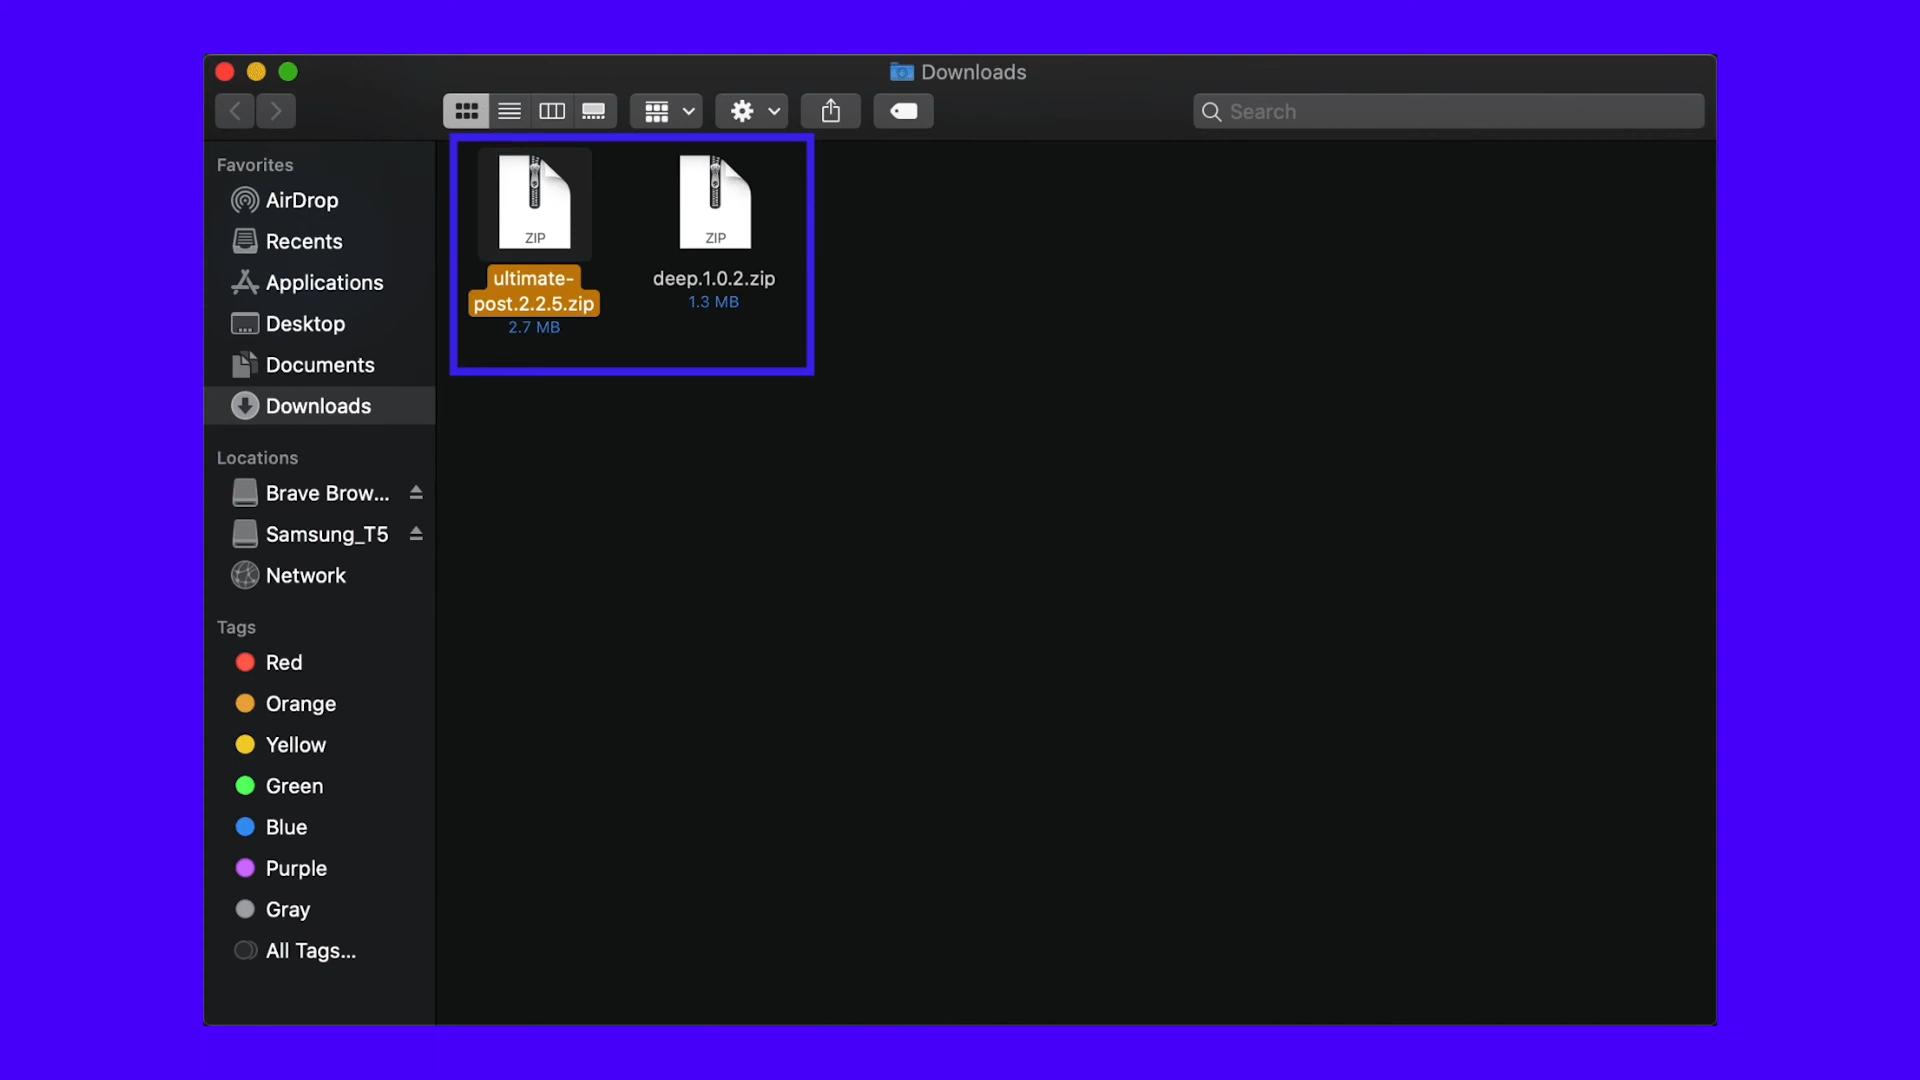 Downloads
Search
Favorites
AirDrop
Recents
Applications
Desktop
Documents
Downloads
Locations
Brave Brow...
Samsung_T5
Network
Tags
Red
Orange
Yellow
Green
Blue
Purple
Gray
All Tags...
ZIP
ultimate-
post.2.2.5.zip
2.7 MB
ZIP
deep.1.0.2.zip
1.3 MB